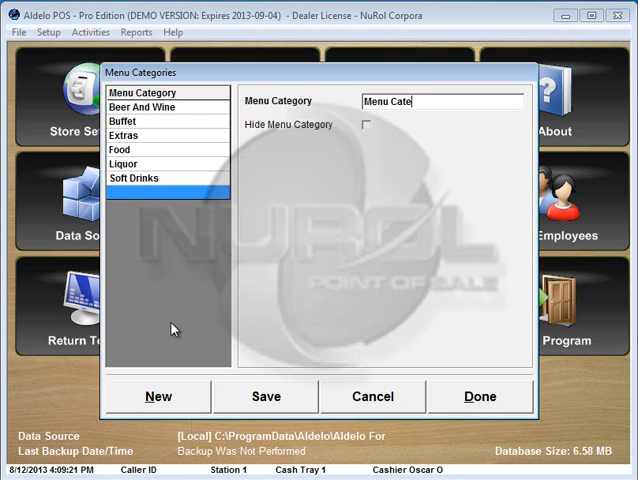 Aldelo POS - Pro Edition (DEMO VERSION: Expires 2013-09-04) - Dealer License - NuRol Corpora
File Setup Activities Reports Help
Menu Categories
Menu Category
Beer And Wine
Buffet
Extras
Food
Liquor
Soft Drinks
Menu Category Menu Cate
Hide Menu Category
NUROL
POINT OF SALE
New Save Cancel Done
Store Se
About
Data So
Employees
Return T
Program
Data Source [Local] C:\ProgramData\Aldelo\Aldelo For
Last Backup Date/Time Backup Was Not Performed Database Size: 6.58 MB
8/12/2013 4:09:21 PM Caller ID Station 1 Cash Tray 1 Cashier Oscar O